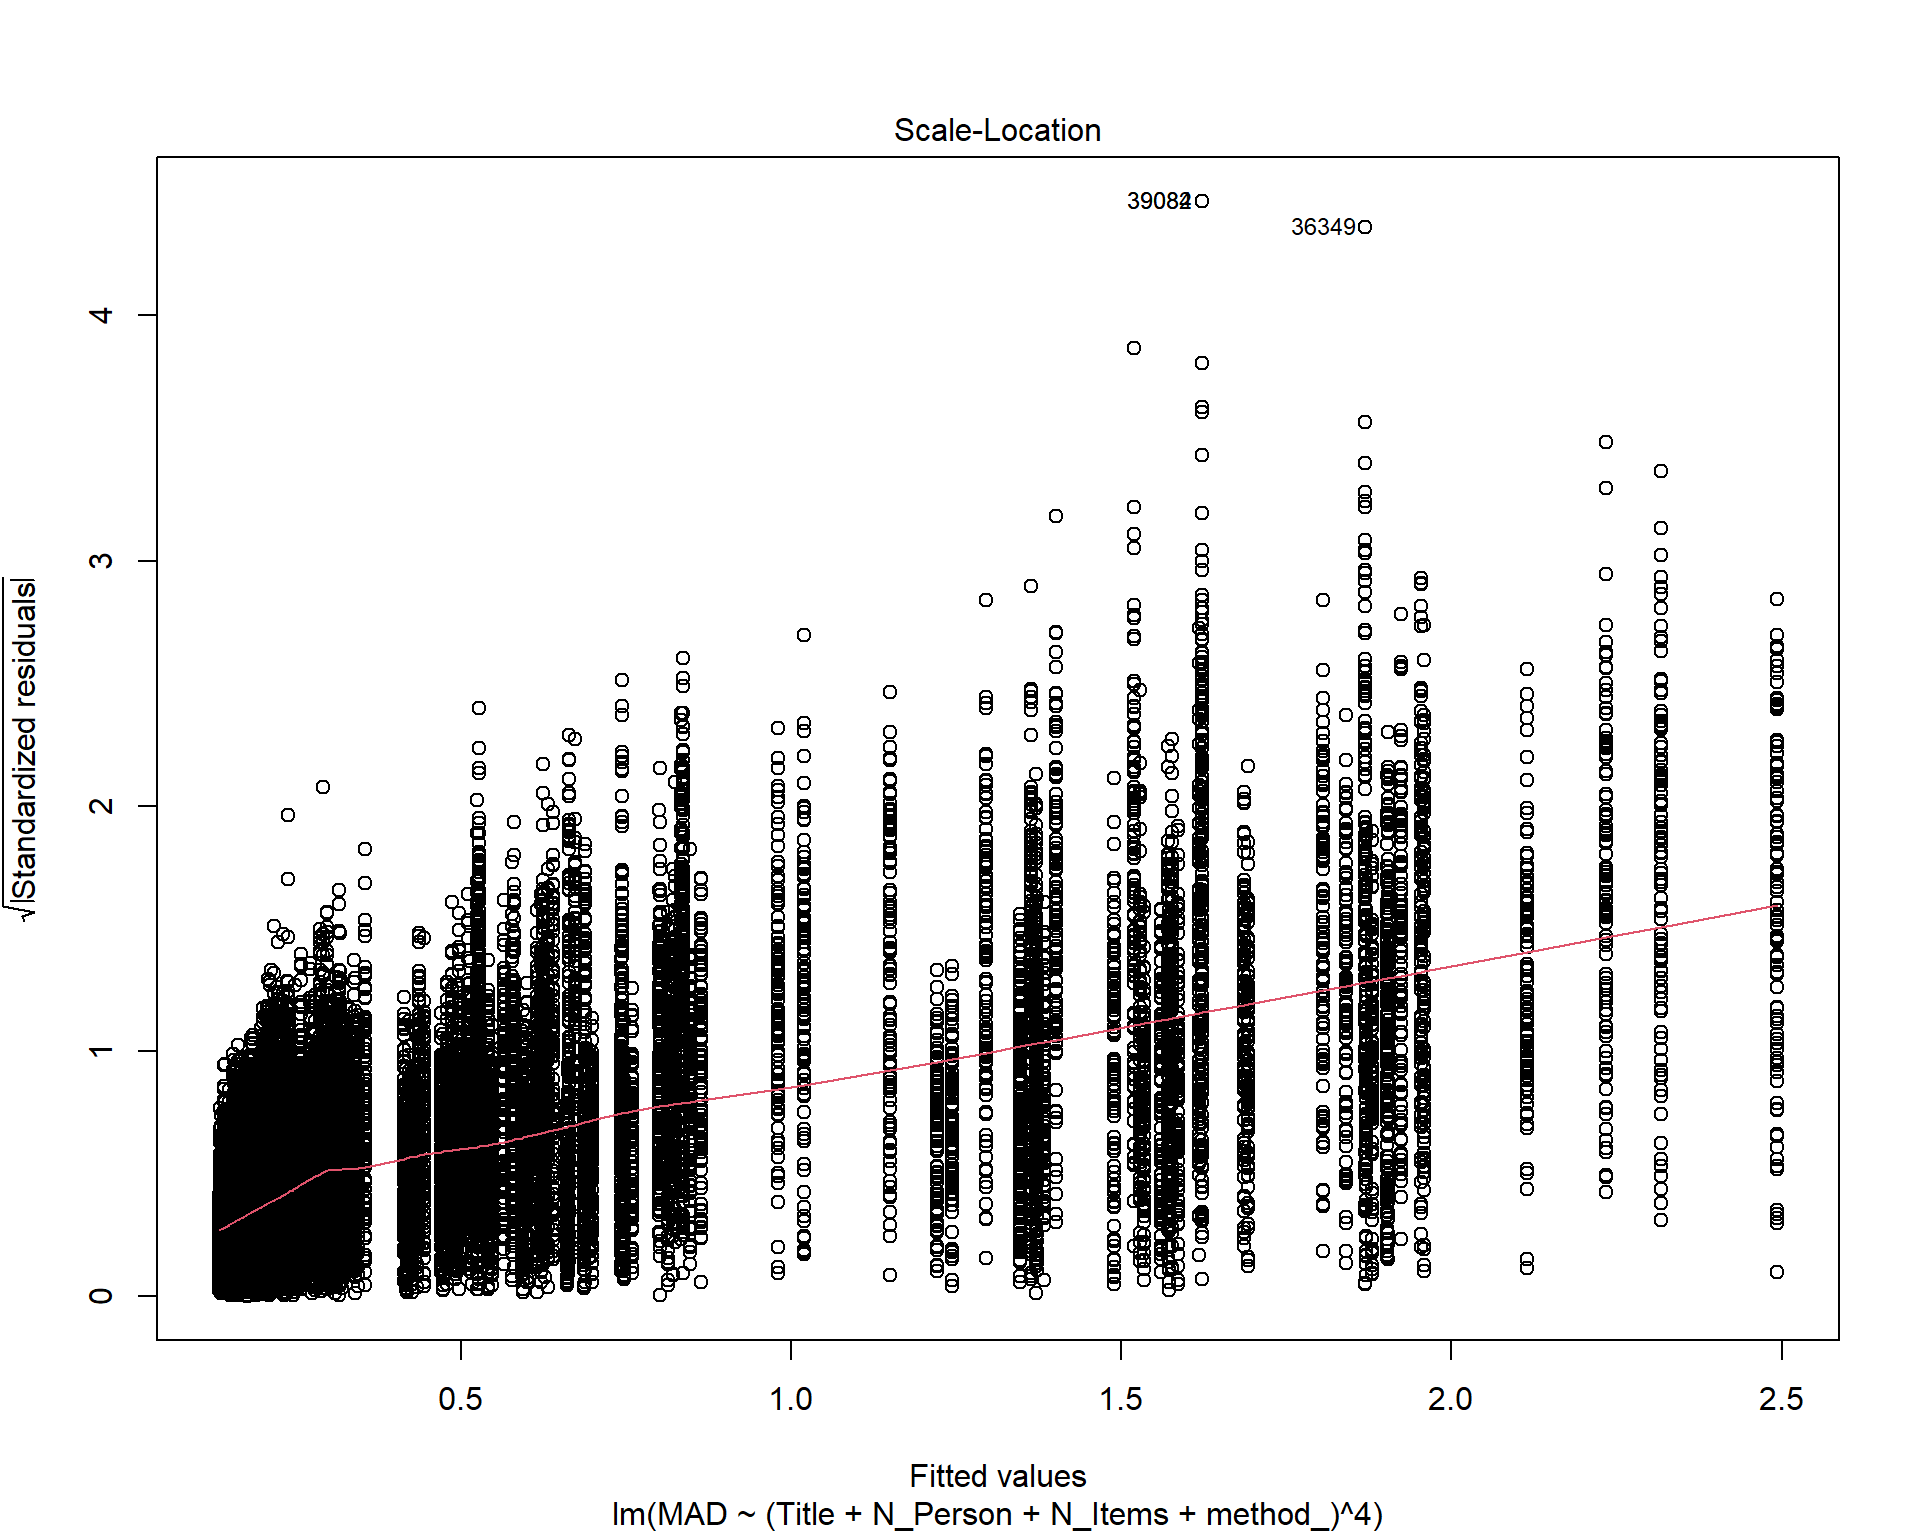 Scale-Location
√|Standardized residuals|
39084
36349
4
3
2
1
0
0.5 1.0 1.5 2.0 2.5
Fitted values
lm(MAD ~ (Title + N_Person + N_Items + method_)^4)